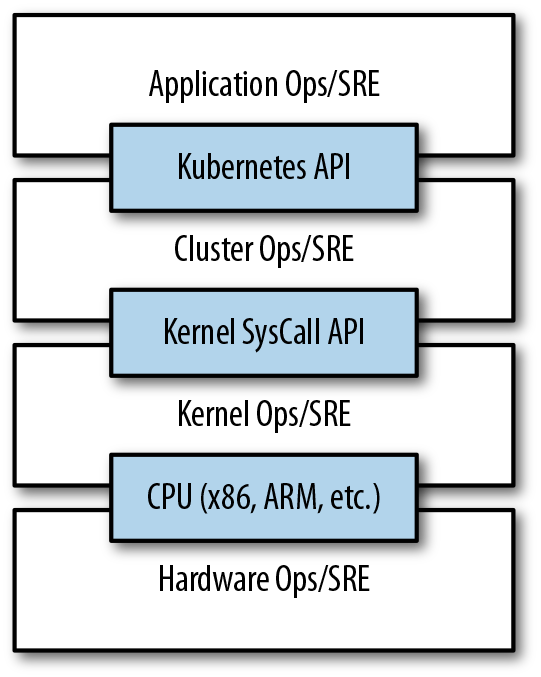 Application Ops/SRE
Kubernetes API
Cluster Ops/SRE
Kernel SysCall API
Kernel Ops/SRE
CPU (x86, ARM, etc.)
Hardware Ops/SRE